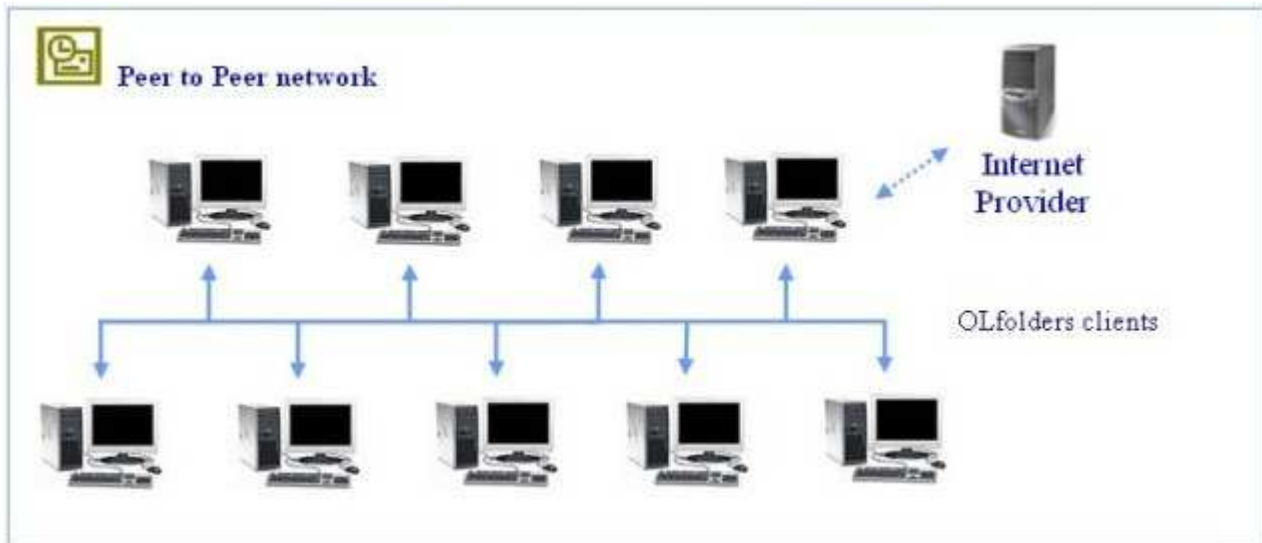 Peer to Peer network
Internet
Provider
OLfolders clients